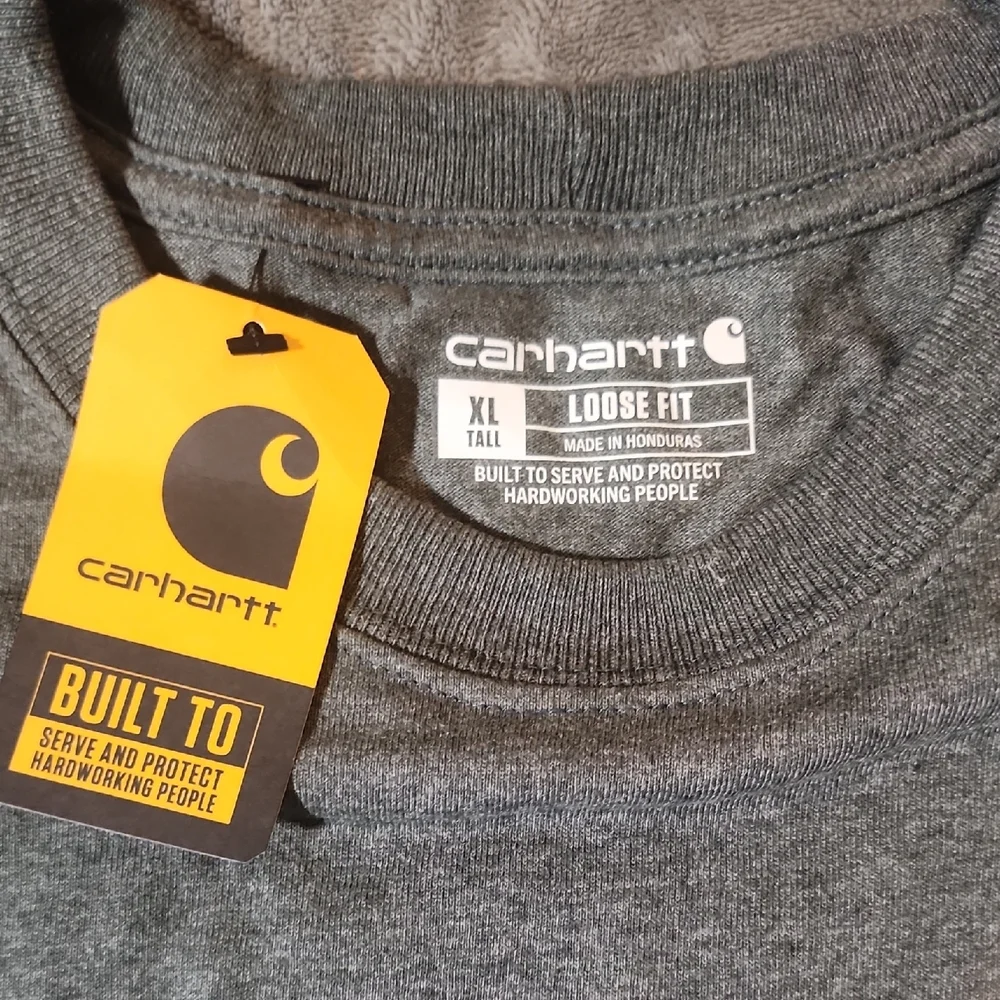 carhartt
XL
TALL
LOOSE FIT
MADE IN HONDURAS
BUILT TO SERVE AND PROTECT
HARDWORKING PEOPLE
carhartt.
BUILT TO
SERVE AND PROTECT
HARDWORKING PEOPLE